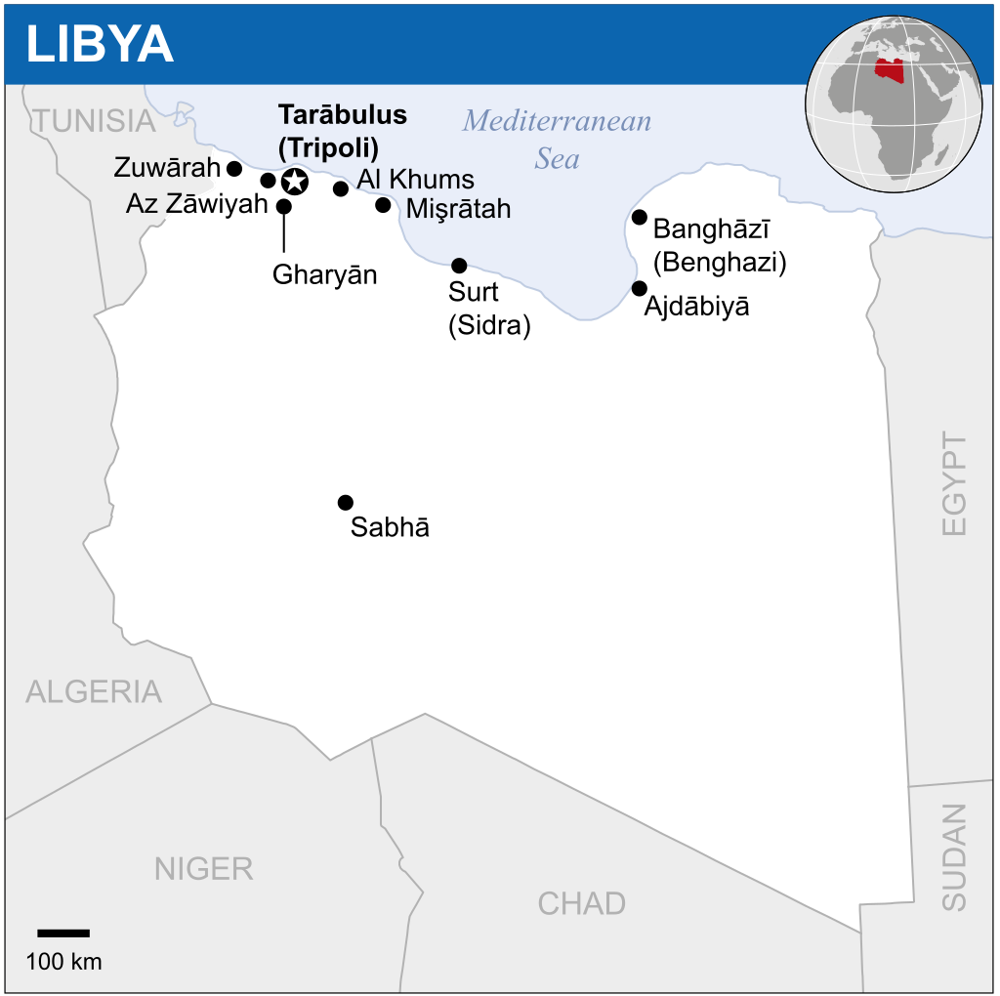 LIBYA
TUNISIA
Tarābulus
(Tripoli)
Mediterranean
Sea
Zuwārah
Al Khums
Az Zāwiyah
Mişrātah
Gharyān
Banghāzī
(Benghazi)
Surt
(Sidra)
Ajdābiyā
EGYPT
Sabhā
ALGERIA
NIGER
CHAD
SUDAN
100 km